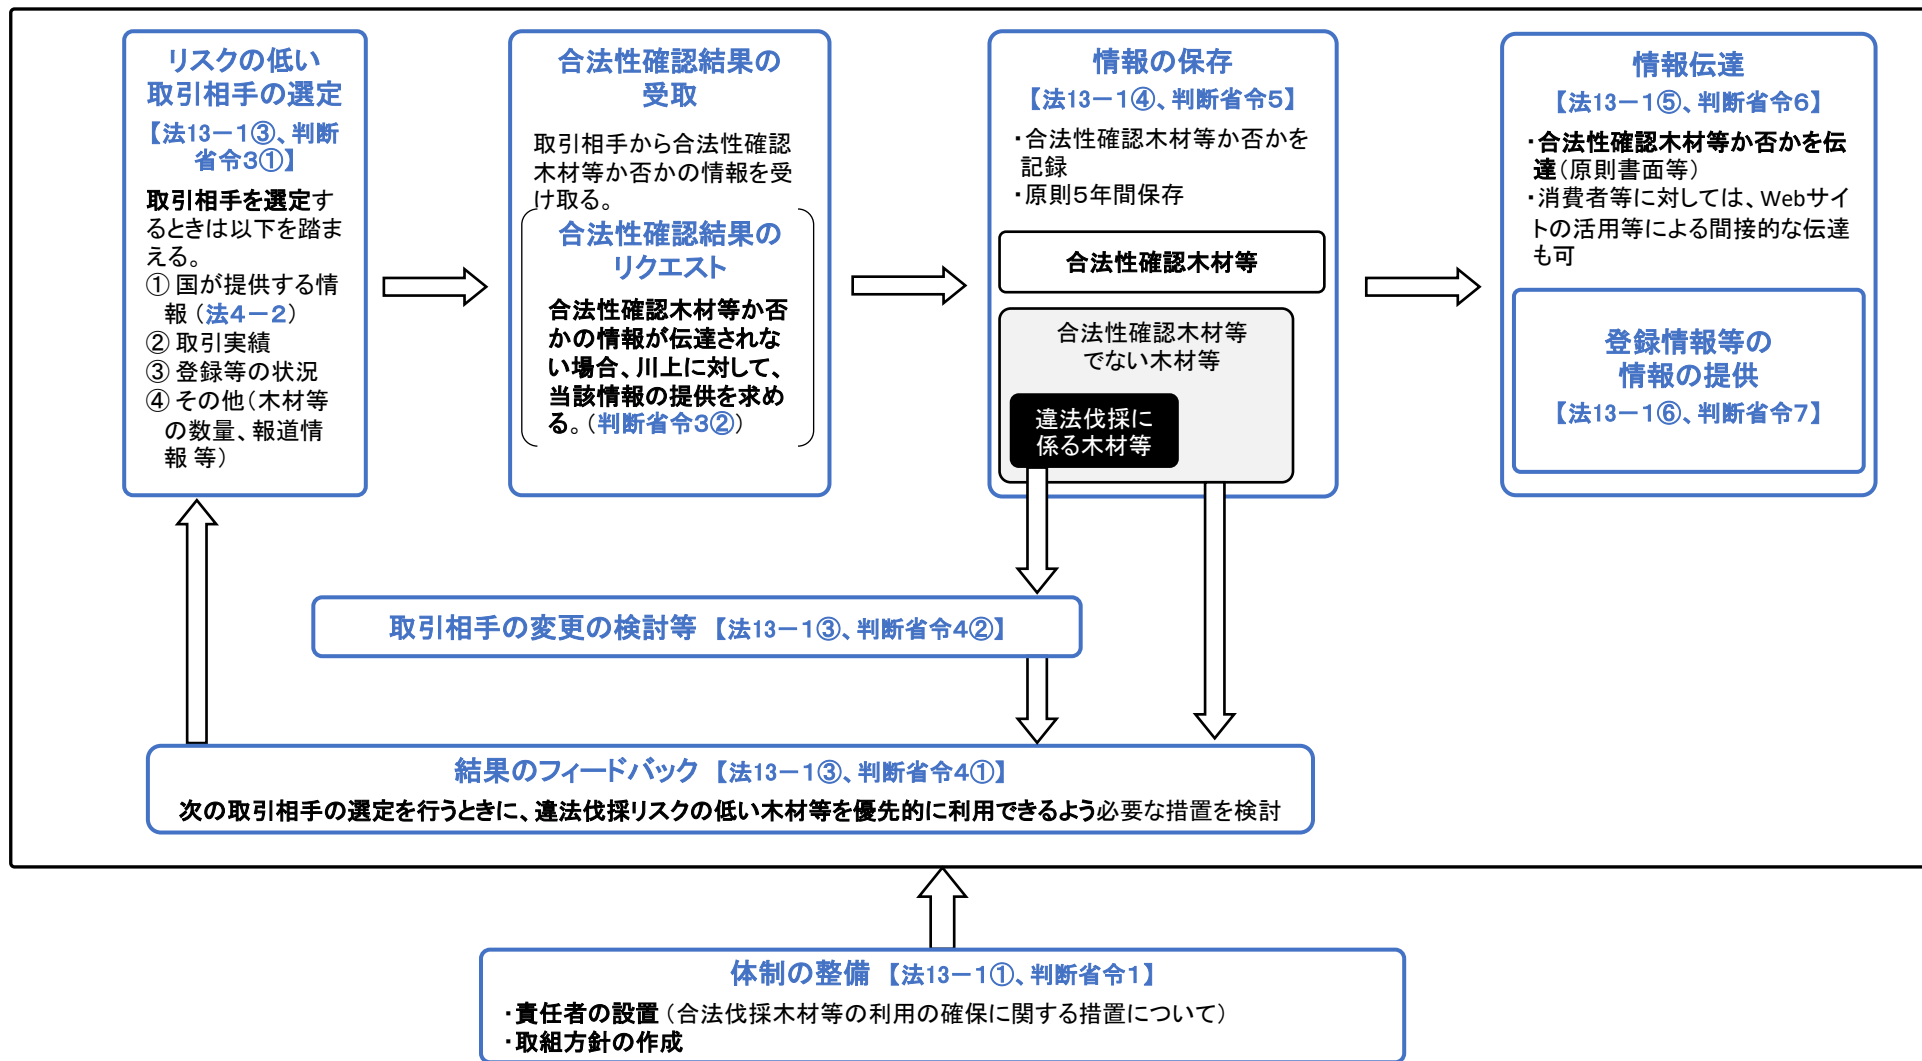 リスクの低い
取引相手の選定
【法13－1③、判断
省令3①】
取引相手を選定す
るときは以下を踏ま
える。
① 国が提供する情
報（法4－2）
② 取引実績
③ 登録等の状況
④ その他（木材等
の数量、報道情
報 等）
合法性確認結果の
受取
取引相手から合法性確認
木材等か否かの情報を受
け取る。
合法性確認結果の
リクエスト
合法性確認木材等か否
かの情報が伝達されな
い場合、川上に対して、
当該情報の提供を求め
る。（判断省令3②）
情報の保存
【法13－1④、判断省令5】
・合法性確認木材等か否かを
記録
・原則5年間保存
合法性確認木材等
合法性確認木材等
でない木材等
違法伐採に
係る木材等
情報伝達
【法13－1⑤、判断省令6】
・合法性確認木材等か否かを伝
達（原則書面等）
・消費者等に対しては、Webサイ
トの活用等による間接的な伝達
も可
登録情報等の
情報の提供
【法13－1⑥、判断省令7】
取引相手の変更の検討等 【法13－1③、判断省令4②】
結果のフィードバック 【法13－1③、判断省令4①】
次の取引相手の選定を行うときに、違法伐採リスクの低い木材等を優先的に利用できるよう必要な措置を検討
体制の整備 【法13－1①、判断省令1】
・責任者の設置（合法伐採木材等の利用の確保に関する措置について）
・取組方針の作成